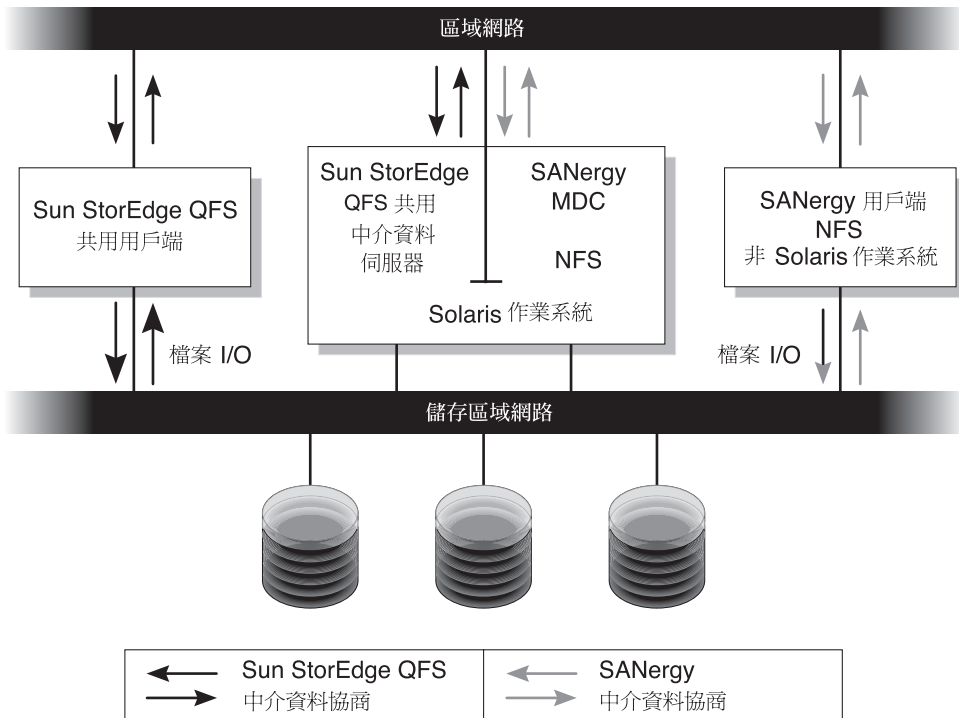 區域網路
Sun StorEdge QFS
共用用戶端
Sun StorEdge
QFS 共用
中介資料
伺服器
SANergy
MDC
NFS
Solaris 作業系統
SANergy 用戶端
NFS
非 Solaris 作業系統
檔案 I/O
檔案 I/O
儲存區域網路
Sun StorEdge QFS
中介資料協商
SANergy
中介資料協商